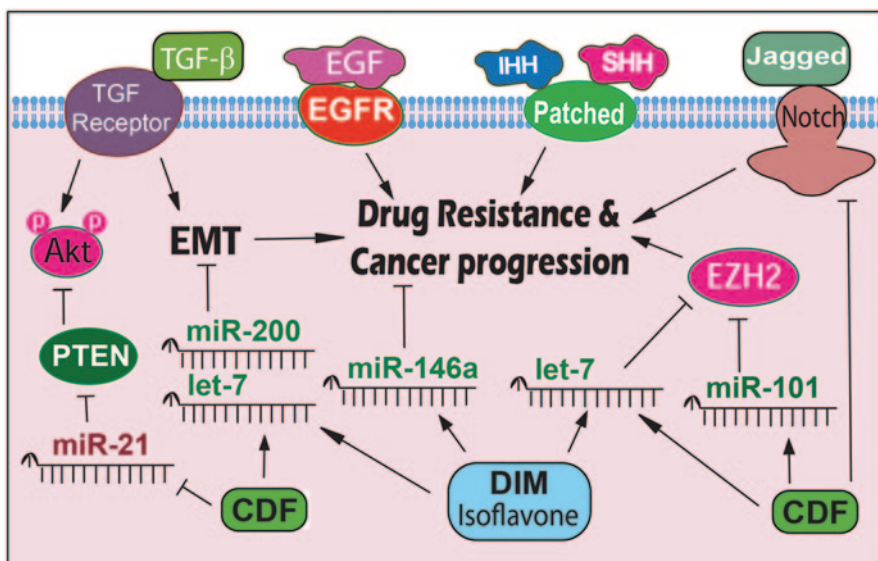 TGF-β
TGF
Receptor
EGF
EGFR
IHH
SHH
Patched
Jagged
Notch
P
P
Akt
EMT
Drug Resistance &
Cancer progression
EZH2
PTEN
miR-200
let-7
miR-146a
let-7
miR-101
miR-21
CDF
DIM
Isoflavone
CDF